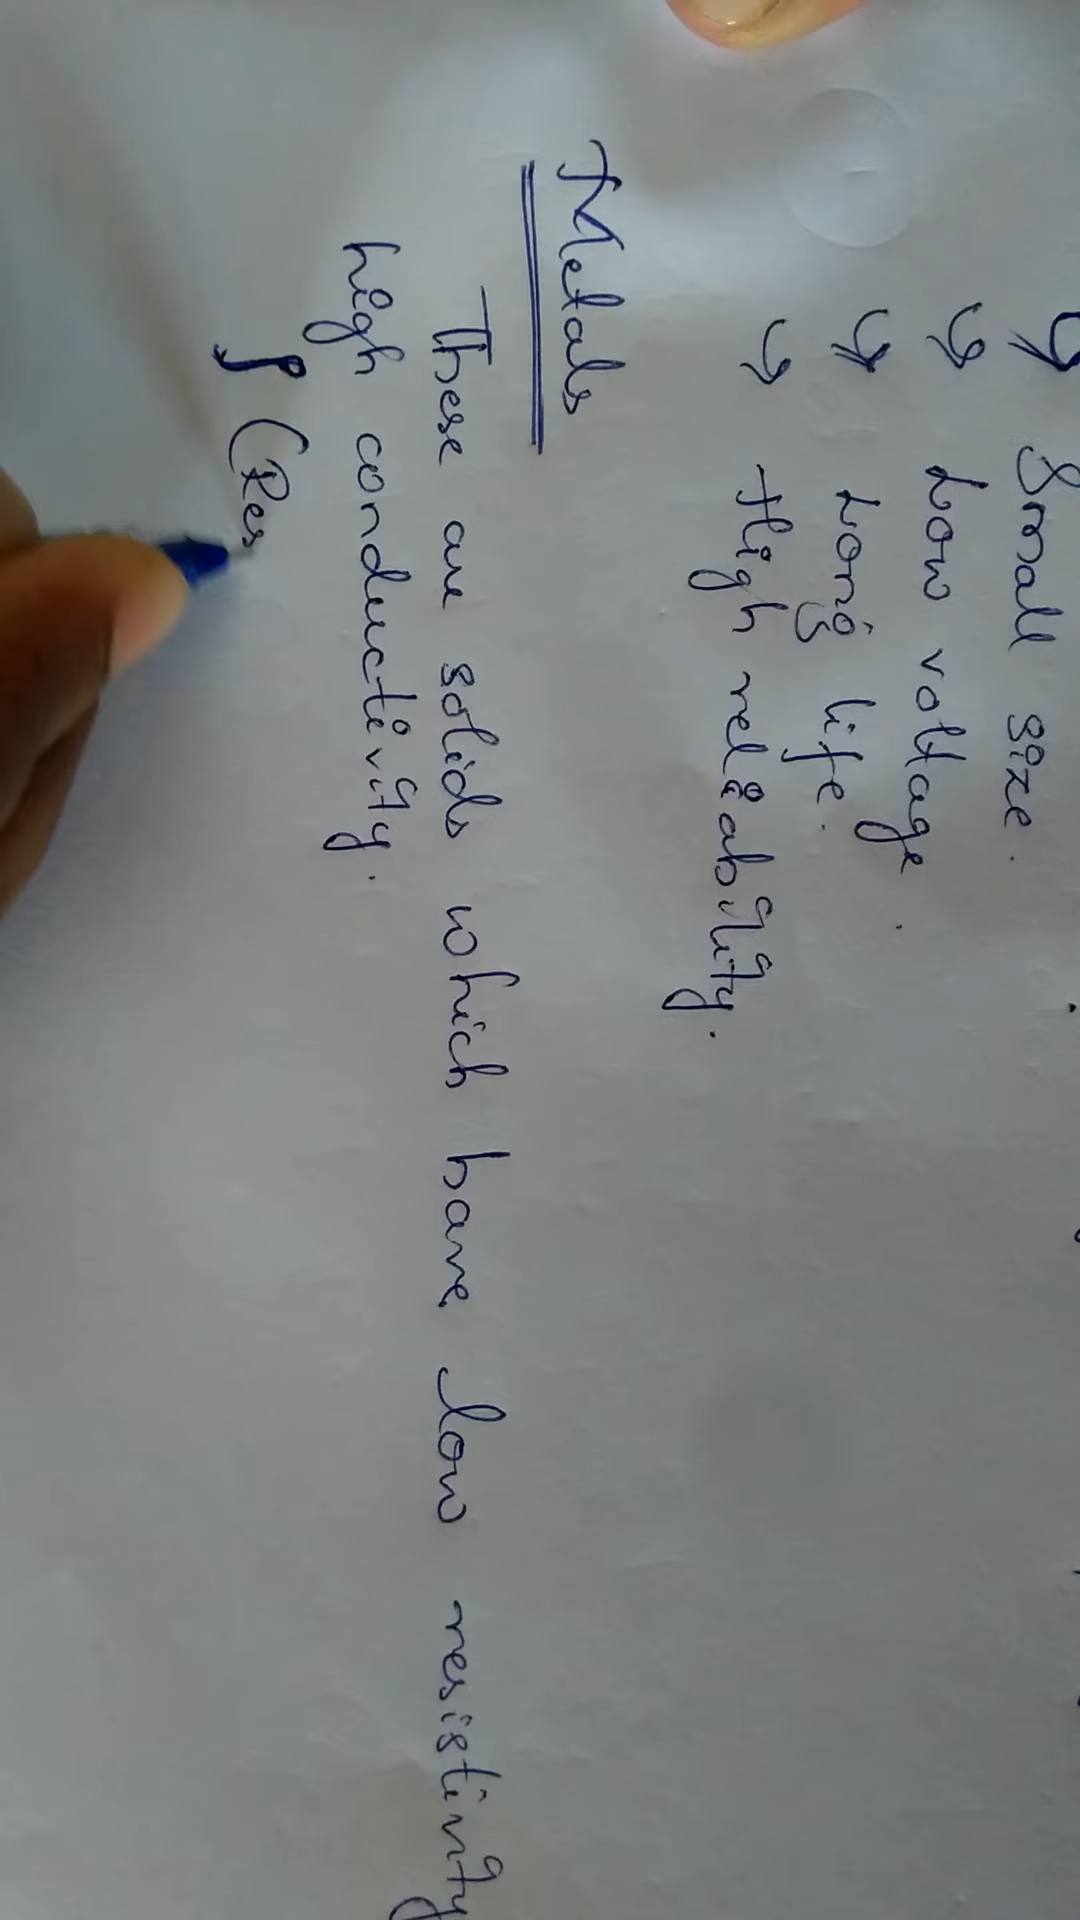 ↳ Small size.
↳ Low voltage.
↳ Long life.
↳ High reliability.
Metals
These are solids which have low resistivity
high conductivity.
ρ (Res